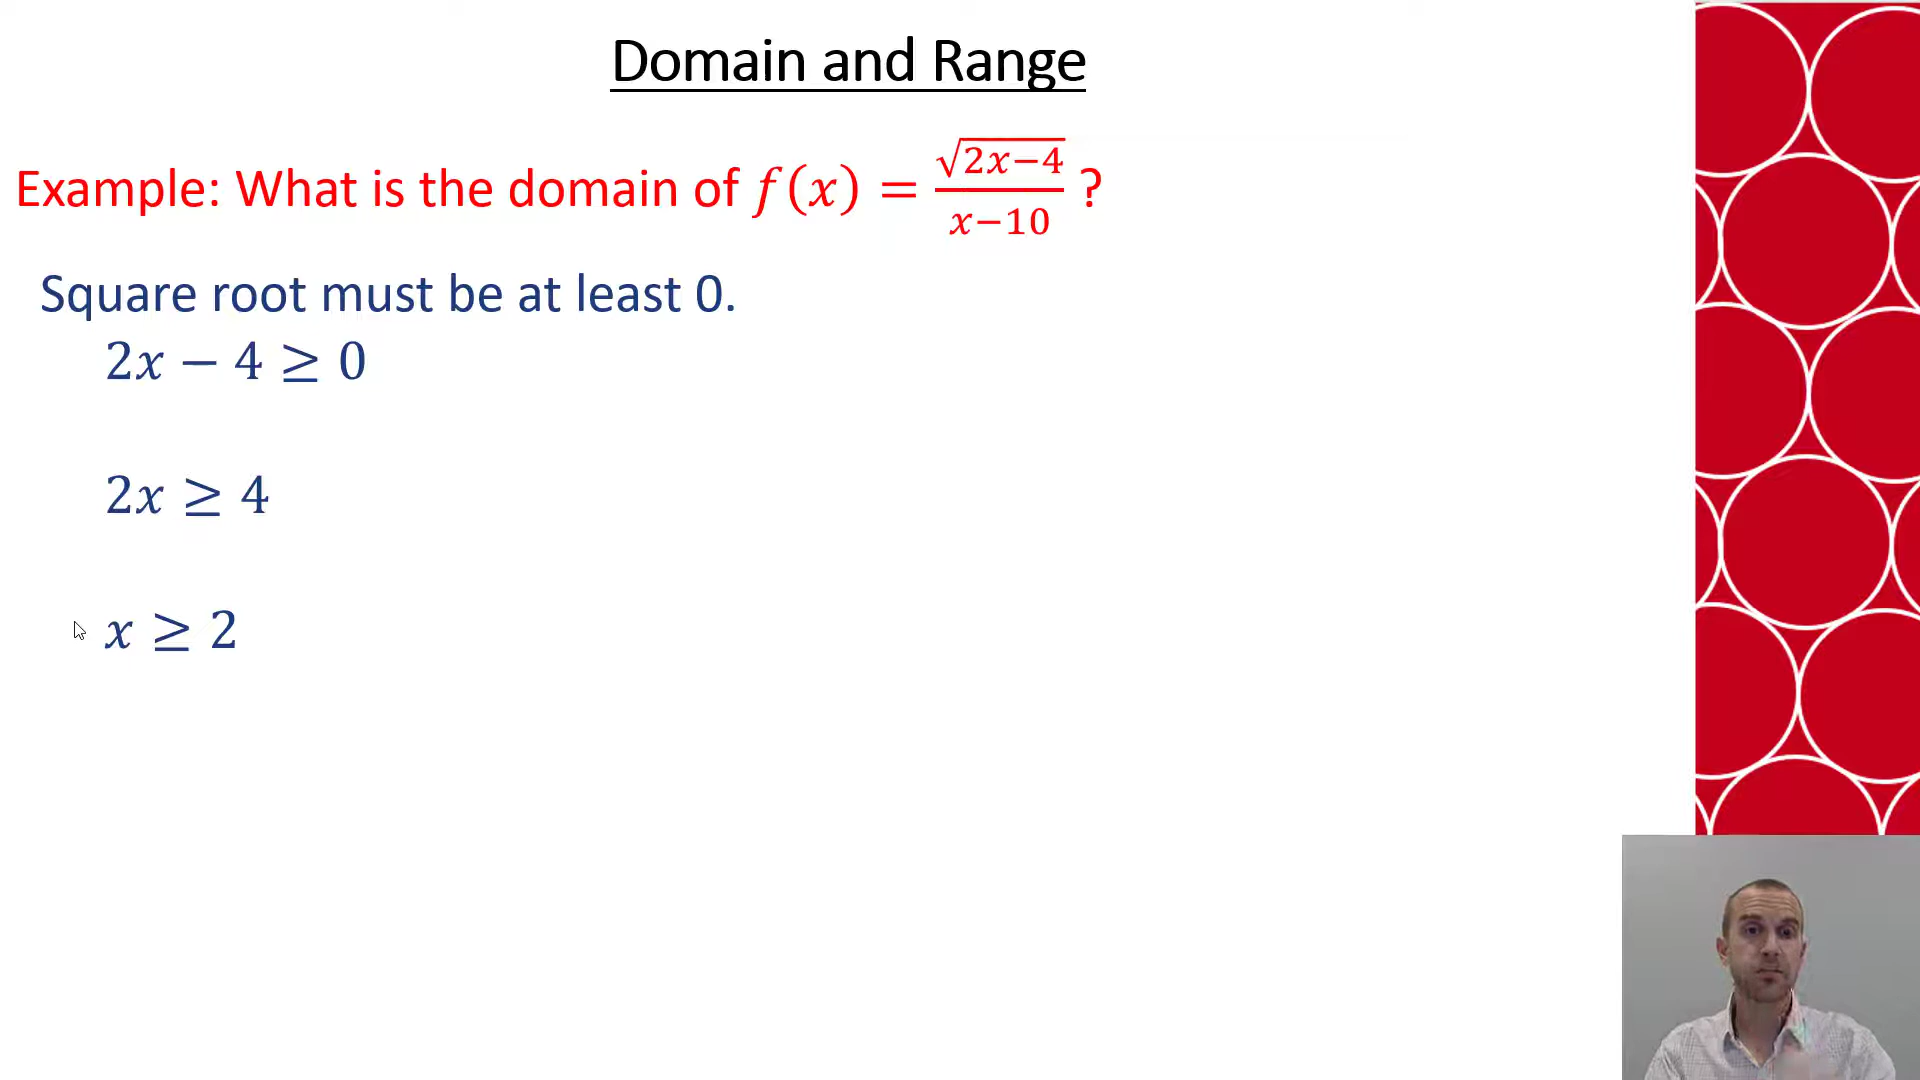 Domain and Range
Example: What is the domain of f(x) = √(2x−4)/(x−10) ?
Square root must be at least 0.
2x − 4 ≥ 0
2x ≥ 4
x ≥ 2